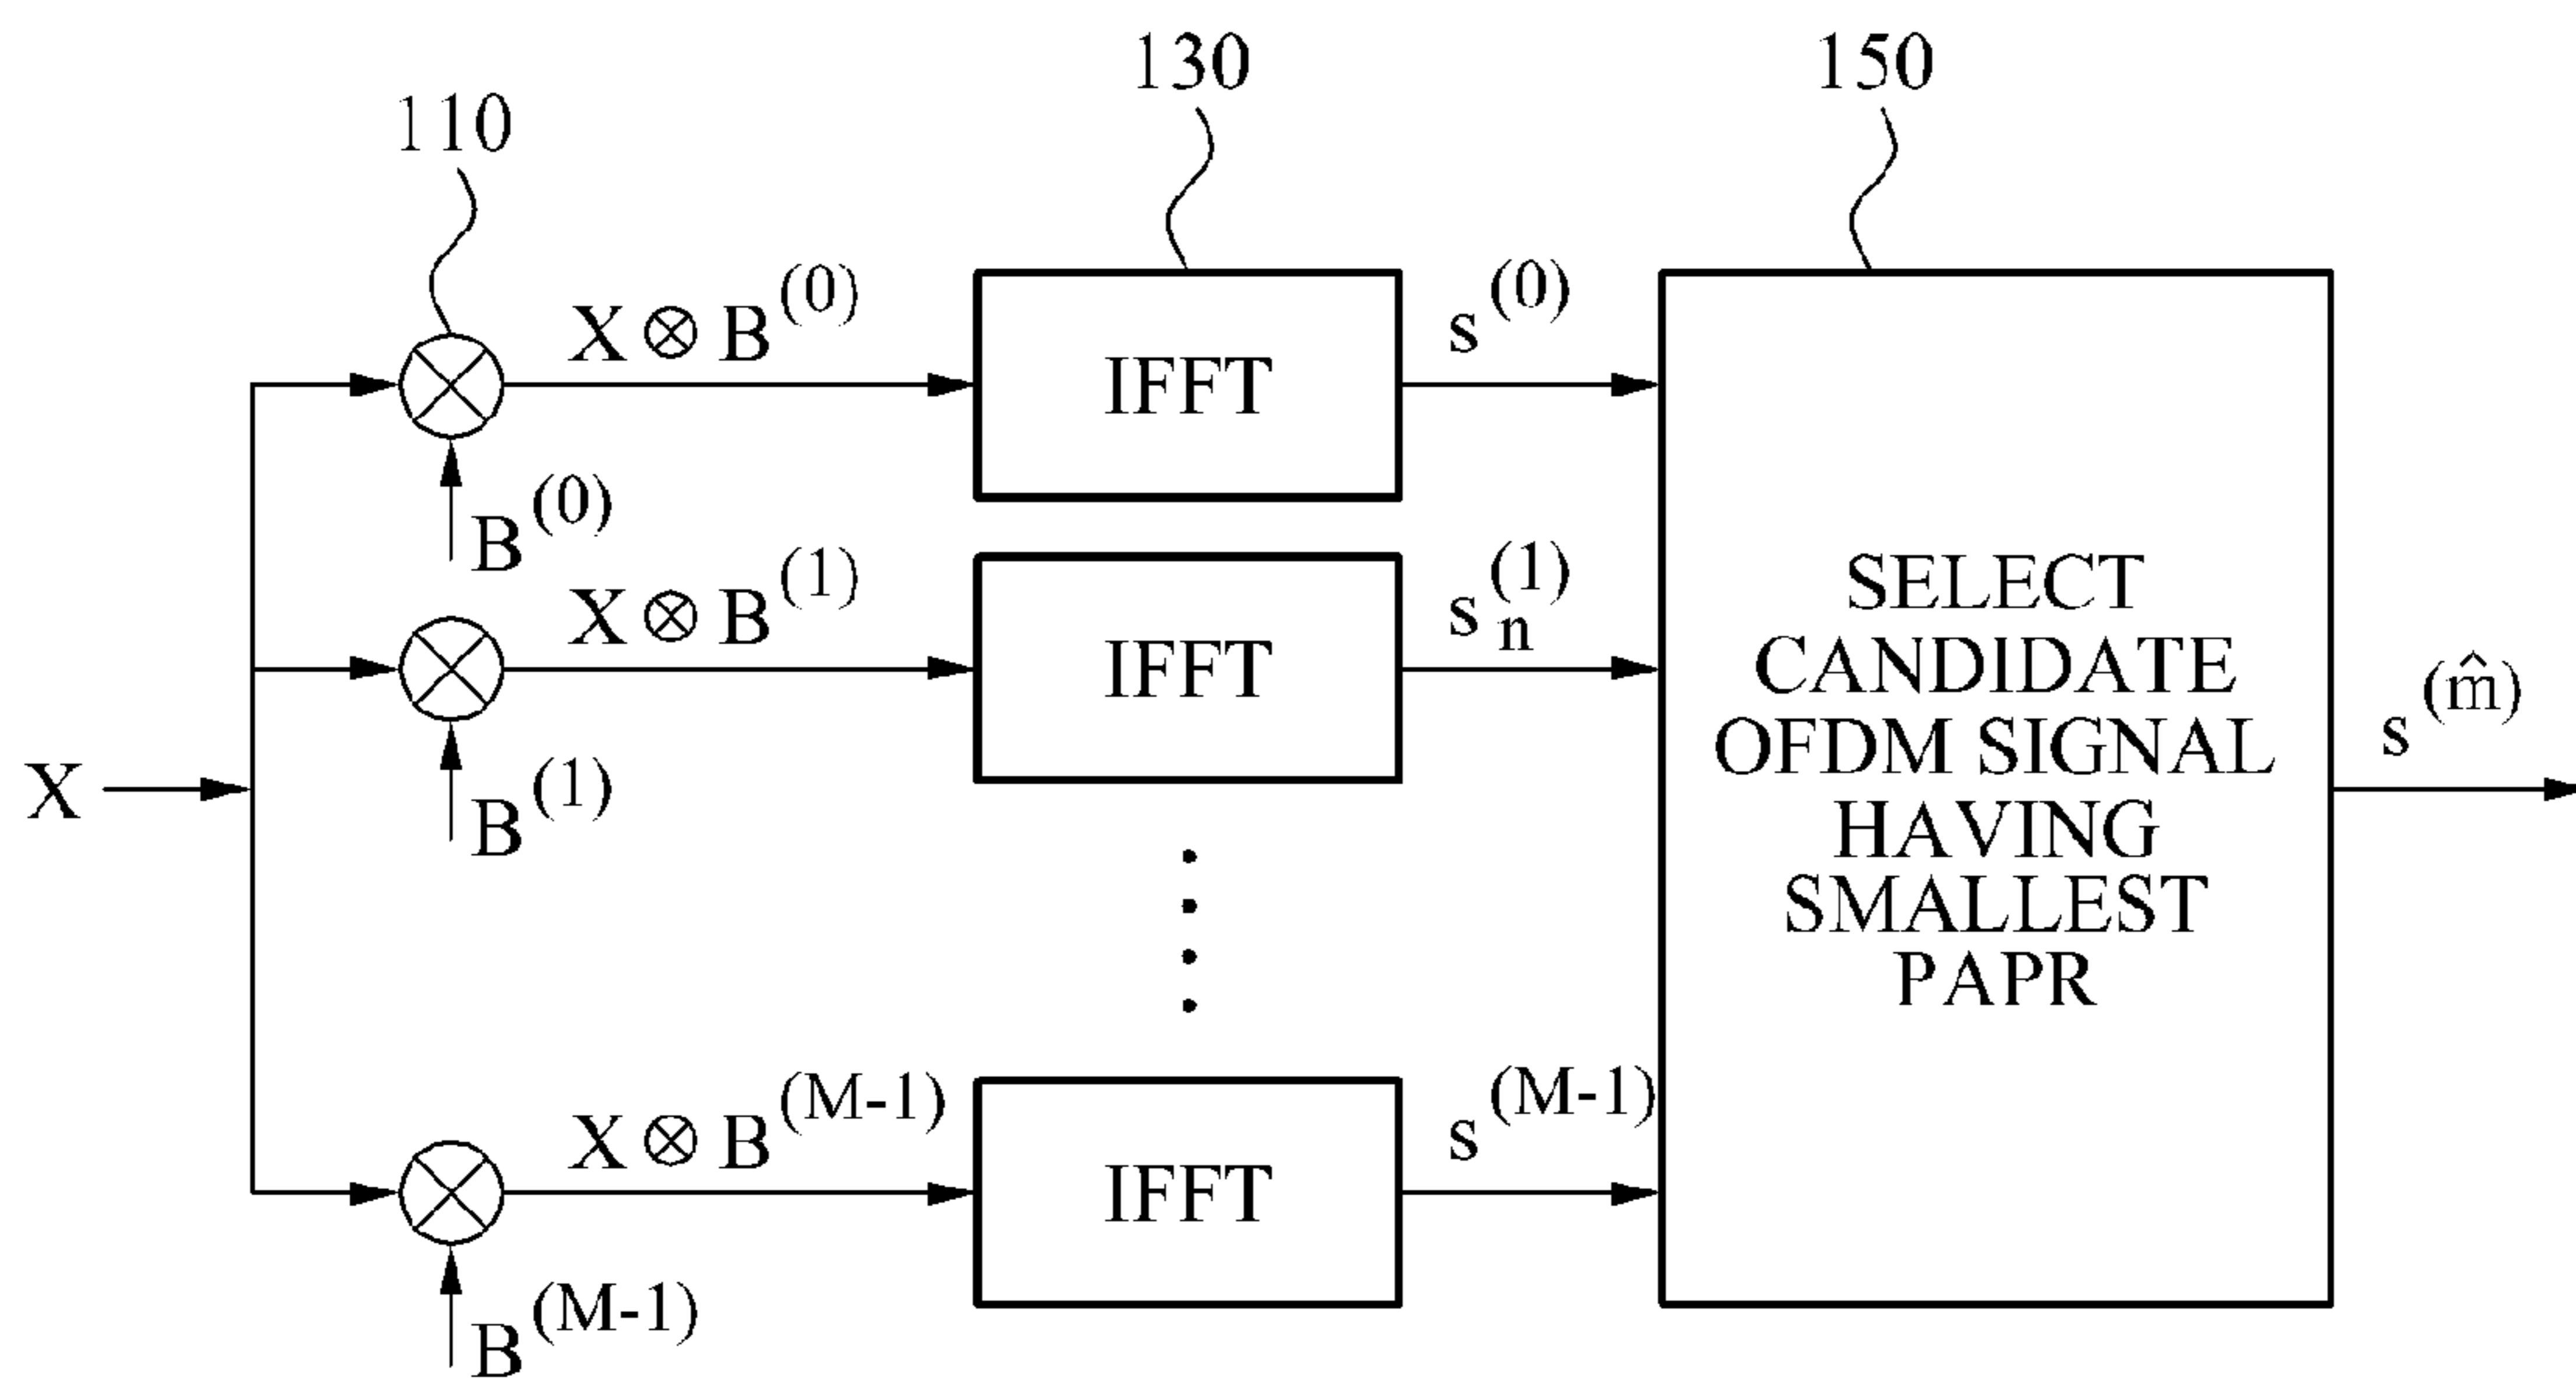 110
130
150
X ⊗ B^(0)
IFFT
s^(0)
B^(0)
X ⊗ B^(1)
IFFT
s_n^(1)
B^(1)
X
X ⊗ B^(M-1)
IFFT
s^(M-1)
B^(M-1)
SELECT
CANDIDATE
OFDM SIGNAL
HAVING
SMALLEST
PAPR
s^(m̂)